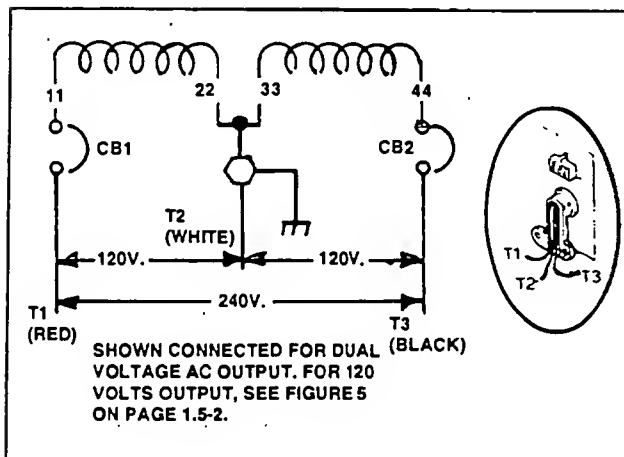 11
22
33
44
CB1
CB2
T2
(WHITE)
120V.
120V.
240V.
T1
(RED)
T3
(BLACK)
SHOWN CONNECTED FOR DUAL
VOLTAGE AC OUTPUT. FOR 120
VOLTS OUTPUT, SEE FIGURE 5
ON PAGE 1.5-2.
T1
T2
T3